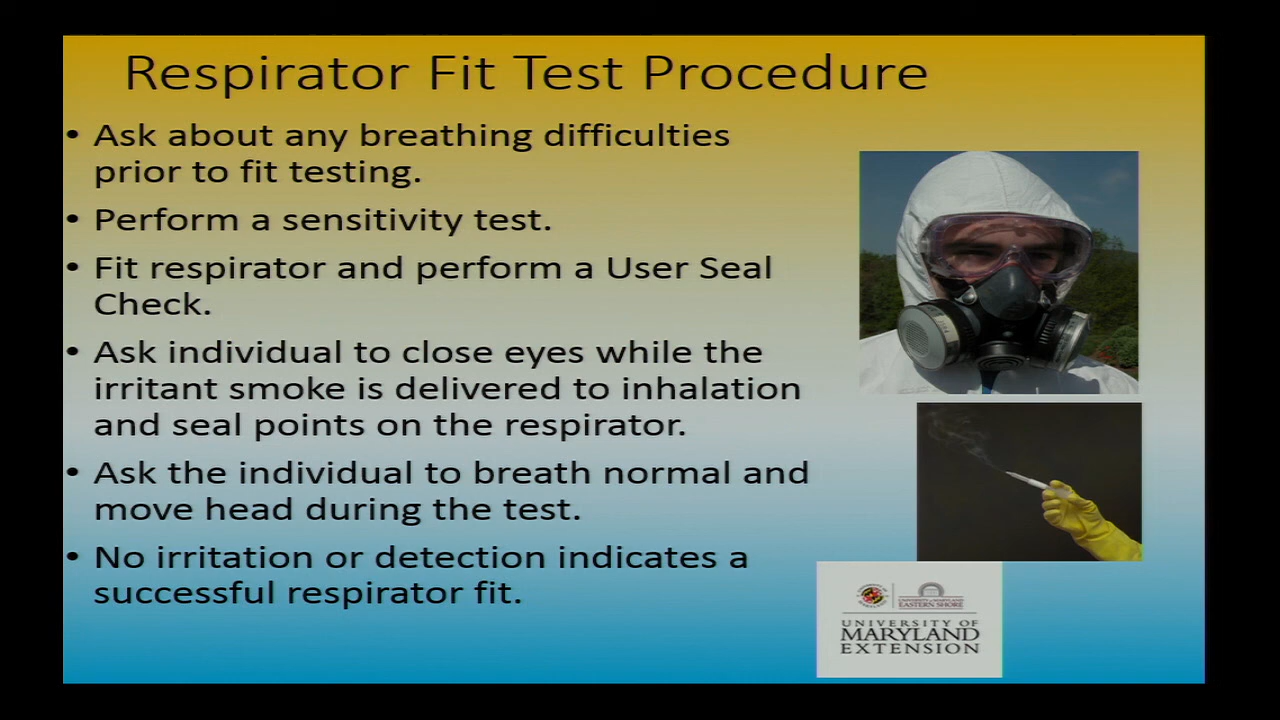 Respirator Fit Test Procedure
• Ask about any breathing difficulties
prior to fit testing.
• Perform a sensitivity test.
• Fit respirator and perform a User Seal
Check.
• Ask individual to close eyes while the
irritant smoke is delivered to inhalation
and seal points on the respirator.
• Ask the individual to breath normal and
move head during the test.
• No irritation or detection indicates a
successful respirator fit.
EASTERN SHORE
UNIVERSITY OF
MARYLAND
EXTENSION